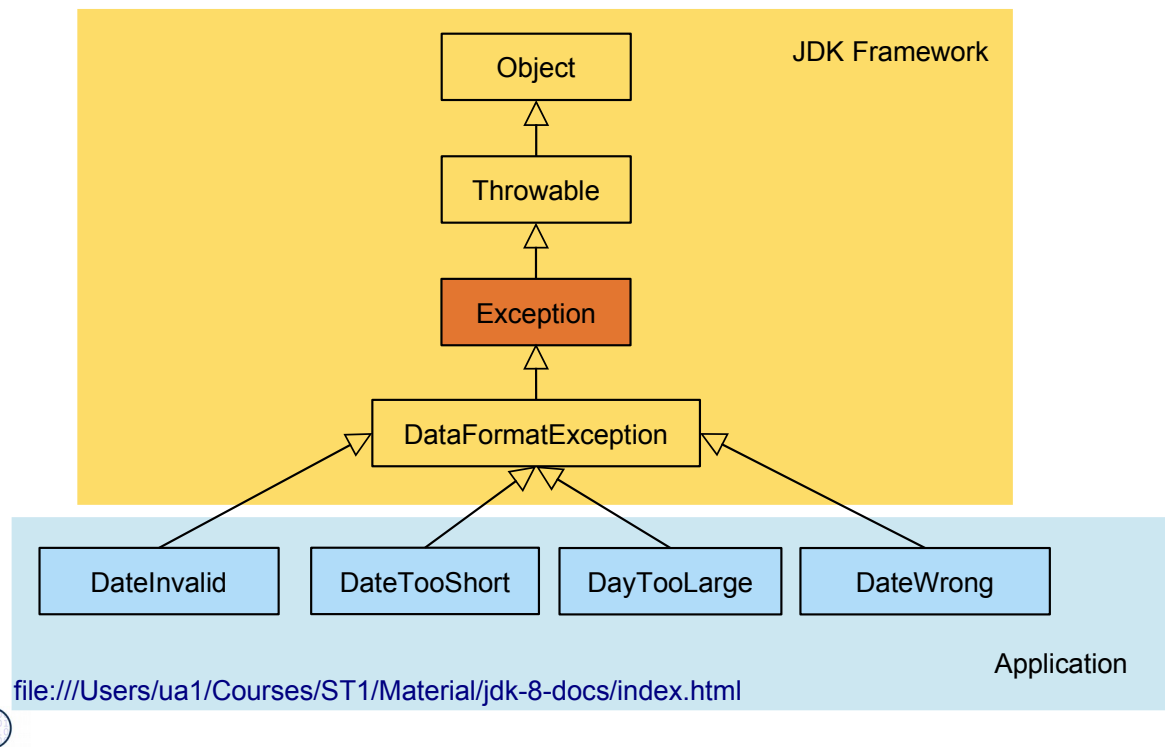 JDK Framework
Object
Throwable
Exception
DataFormatException
DateInvalid
DateTooShort
DayTooLarge
DateWrong
Application
file:///Users/ua1/Courses/ST1/Material/jdk-8-docs/index.html